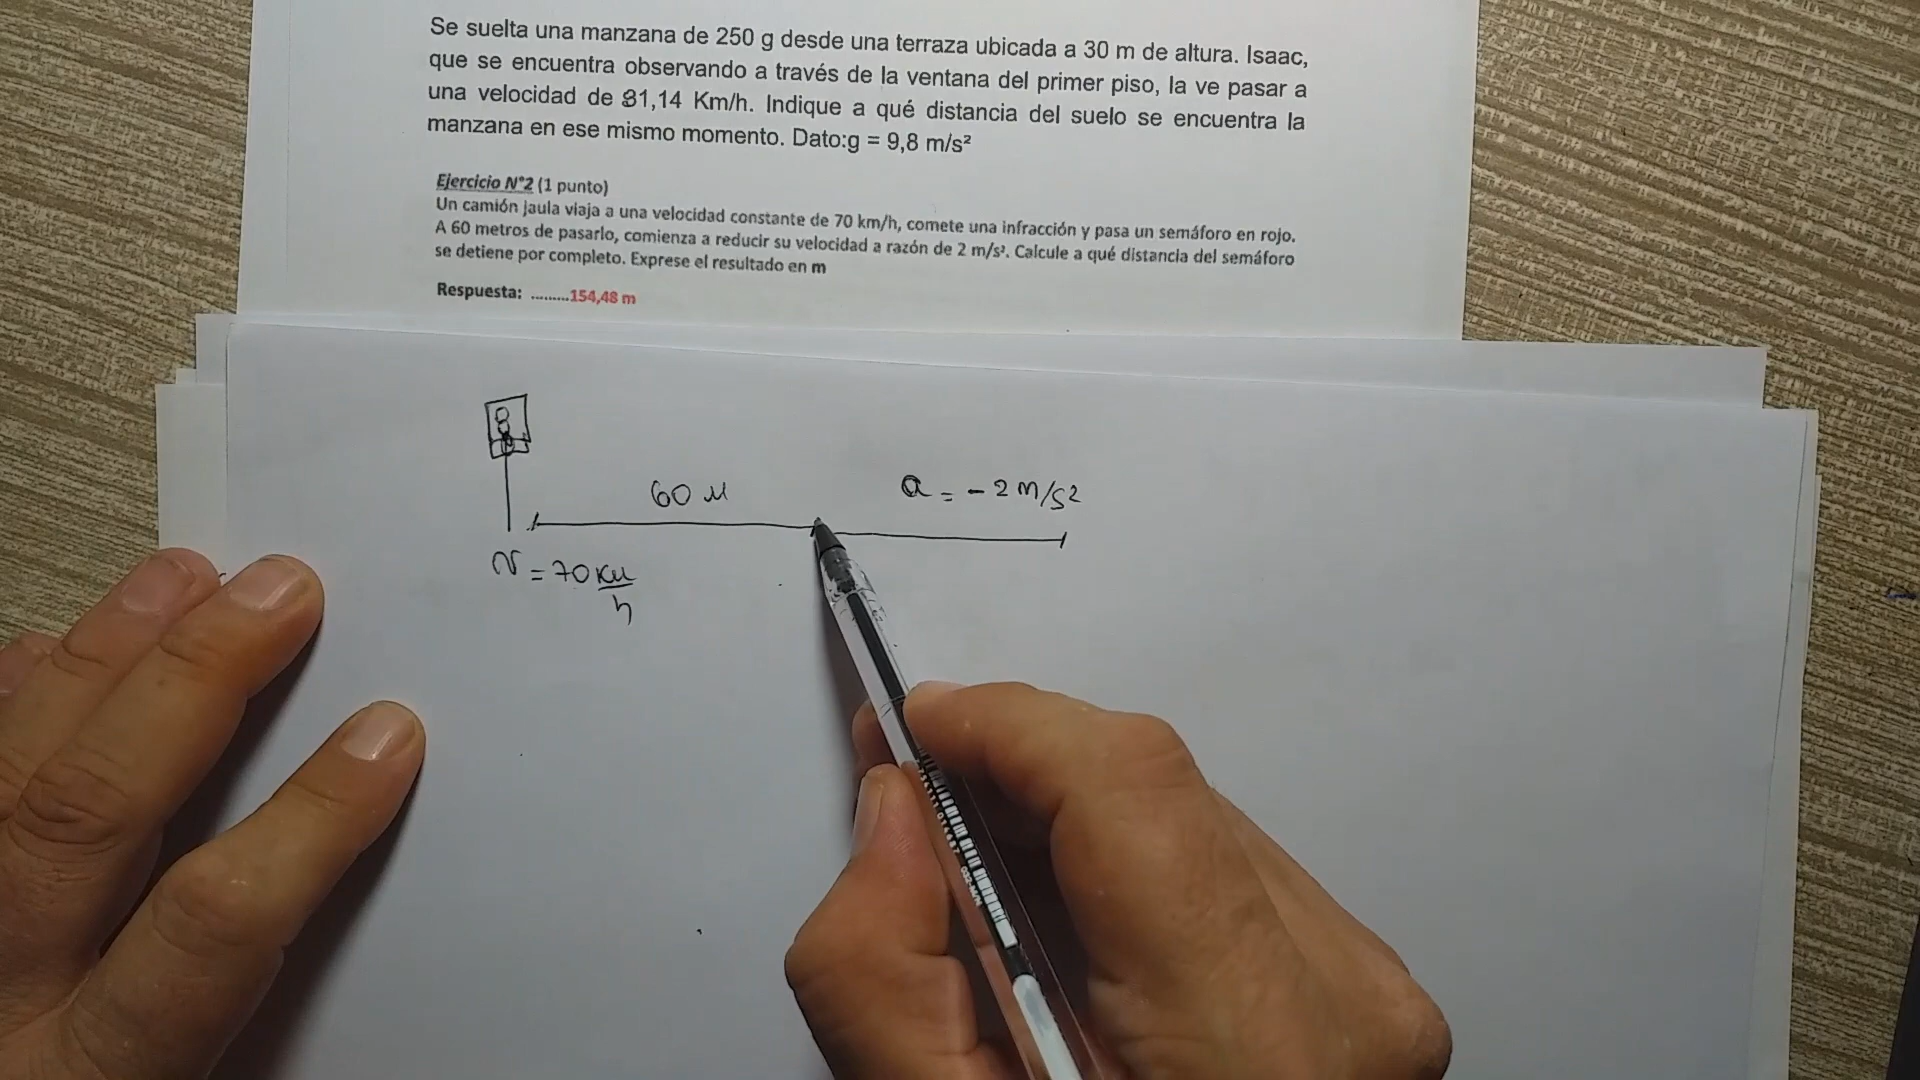 Se suelta una manzana de 250 g desde una terraza ubicada a 30 m de altura. Isaac,
que se encuentra observando a través de la ventana del primer piso, la ve pasar a
una velocidad de 81,14 Km/h. Indique a qué distancia del suelo se encuentra la
manzana en ese mismo momento. Dato:g = 9,8 m/s²
Ejercicio N°2 (1 punto)
Un camión jaula viaja a una velocidad constante de 70 km/h, comete una infracción y pasa un semáforo en rojo.
A 60 metros de pasarlo, comienza a reducir su velocidad a razón de 2 m/s². Calcule a qué distancia del semáforo
se detiene por completo. Exprese el resultado en m
Respuesta: .........154,48 m
60 M
a = - 2 m/s2
V = 70 KM/h